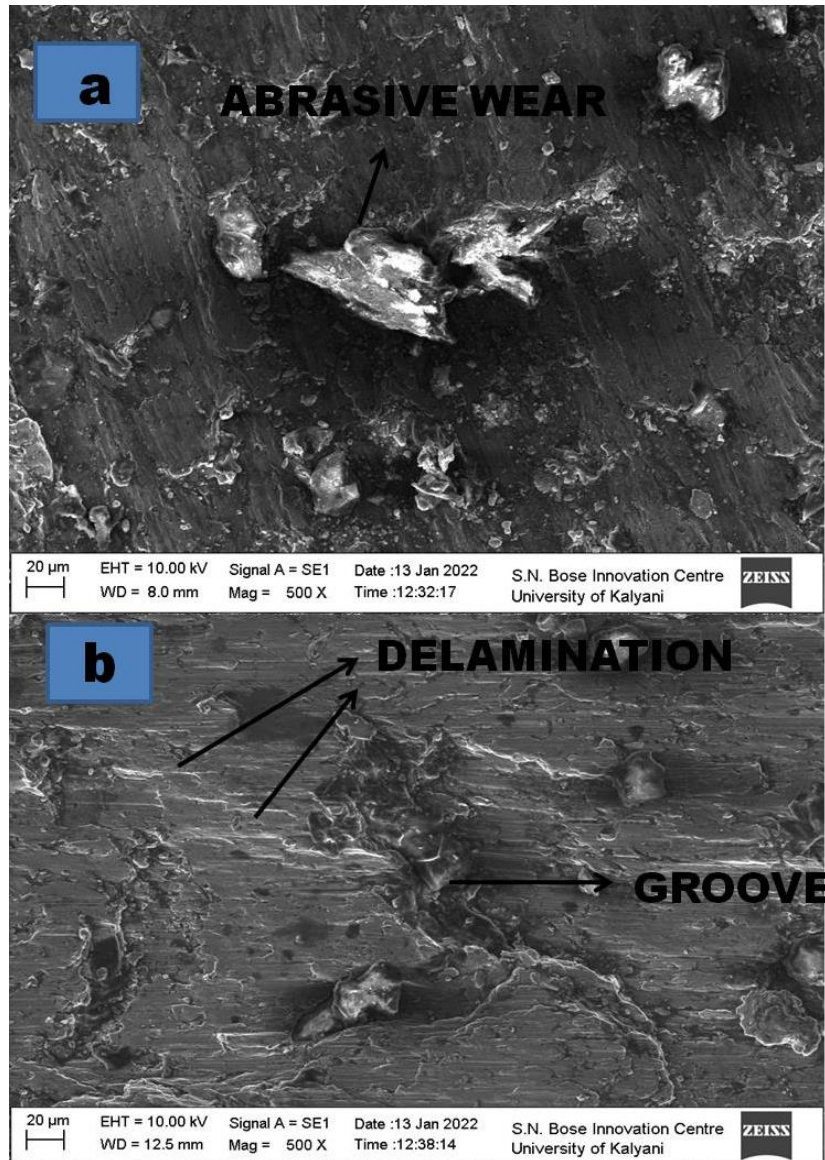 a
ABRASIVE WEAR
20 µm
EHT = 10.00 kV Signal A = SE1 Date :13 Jan 2022
WD = 8.0 mm Mag = 500 X Time :12:32:17
S.N. Bose Innovation Centre
University of Kalyani
ZEISS
b
DELAMINATION
GROOVE
20 µm
EHT = 10.00 kV Signal A = SE1 Date :13 Jan 2022
WD = 12.5 mm Mag = 500 X Time :12:38:14
S.N. Bose Innovation Centre
University of Kalyani
ZEISS